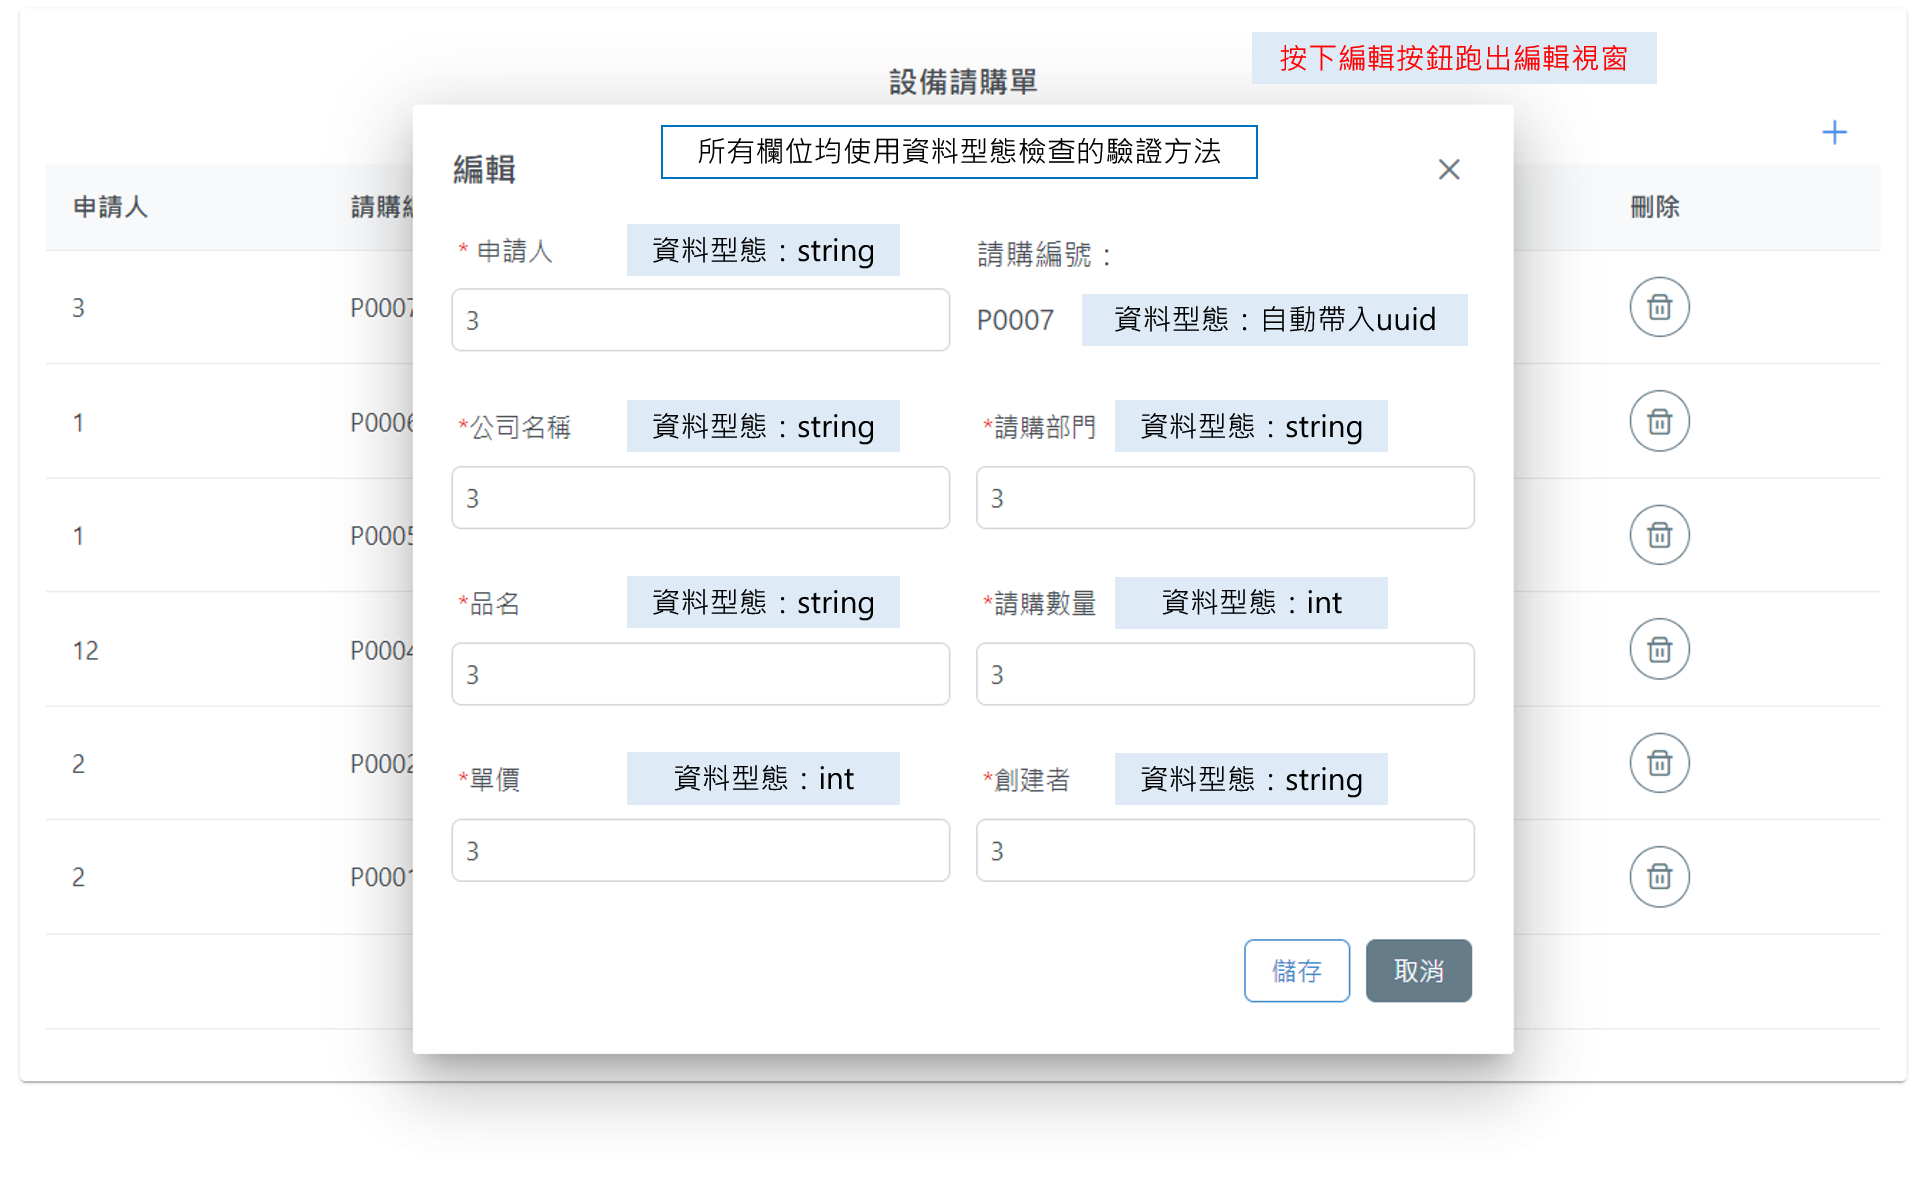 按下編輯按鈕跑出編輯視窗
設備請購單
編輯
所有欄位均使用資料型態檢查的驗證方法
申請人
請購
刪除
* 申請人
資料型態：string
請購編號：
3
P0007
資料型態：自動帶入uuid
3
P0007
*公司名稱
資料型態：string
*請購部門
資料型態：string
1
P0006
3
3
1
P0005
*品名
資料型態：string
*請購數量
資料型態：int
12
P0004
3
3
2
P0002
*單價
資料型態：int
*創建者
資料型態：string
3
3
2
P0001
儲存
取消